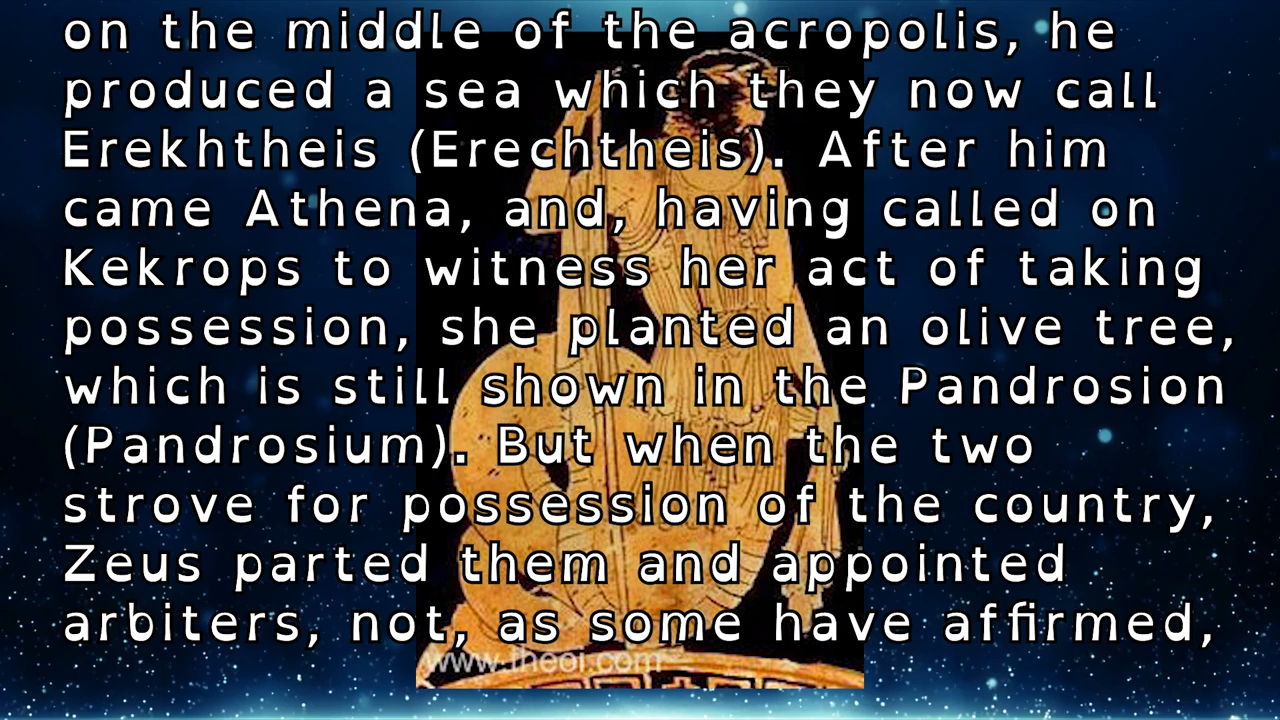 on the middle of the acropolis, he
produced a sea which they now call
Erekhtheis (Erechtheis). After him
came Athena, and, having called on
Kekrops to witness her act of taking
possession, she planted an olive tree,
which is still shown in the Pandrosion
(Pandrosium). But when the two
strove for possession of the country,
Zeus parted them and appointed
arbiters, not, as some have affirmed,
www.theoi.com